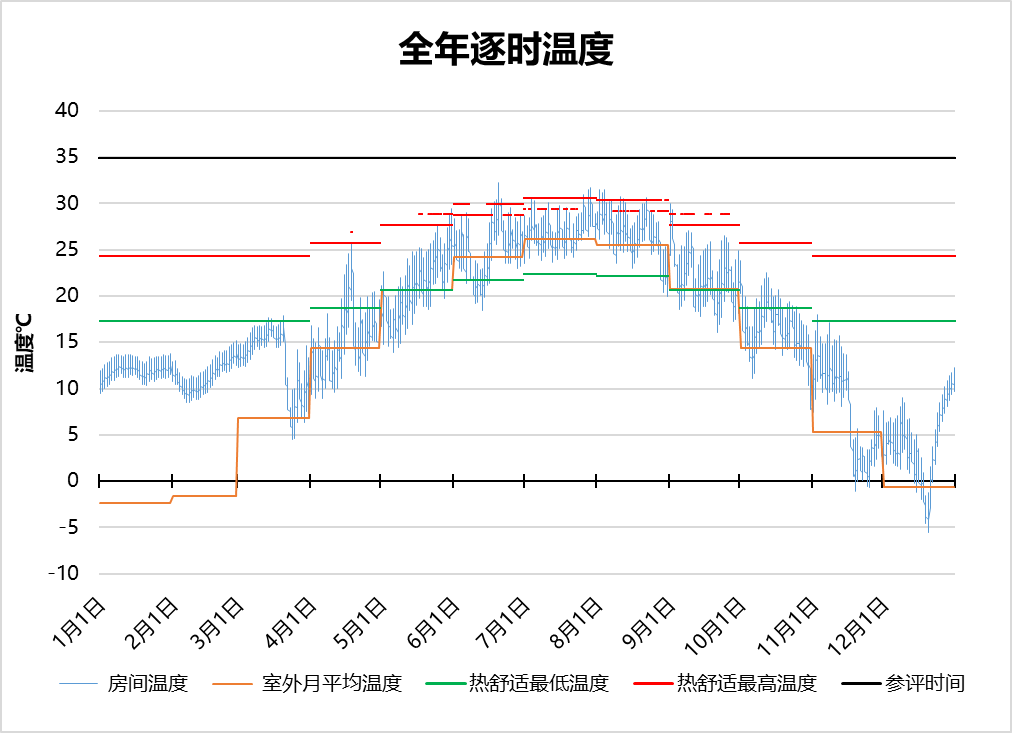 全年逐时温度
40
35
30
25
20
15
10
5
0
-5
-10
温度℃
1月1日
2月1日
3月1日
4月1日
5月1日
6月1日
7月1日
8月1日
9月1日
10月1日
11月1日
12月1日
房间温度 室外月平均温度 热舒适最低温度 热舒适最高温度 参评时间